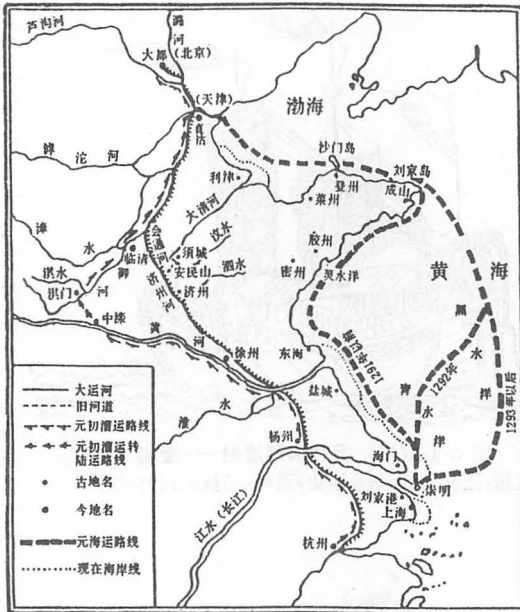 芦沟河
潞河
大都(北京)
(天津)
直沽
渤海
沙门岛
刘家岛
登州
成山
莱州
利津
滹沱河
大清河
汶水
漳水
临清
会通河
须城
安民山
泗水
济州
济州河
御河
淇水
淇门
中滦
黄河
胶州
密州
灵水洋
黄海
黑水洋
青水洋
1291年以前
1292年
1293年以后
徐州
东海
盐城
淮水
扬州
海门
崇明
刘家港
上海
江水(长江)
杭州
大运河
旧河道
元初漕运路线
元初漕运转
陆运路线
古地名
今地名
元海运路线
现在海岸线